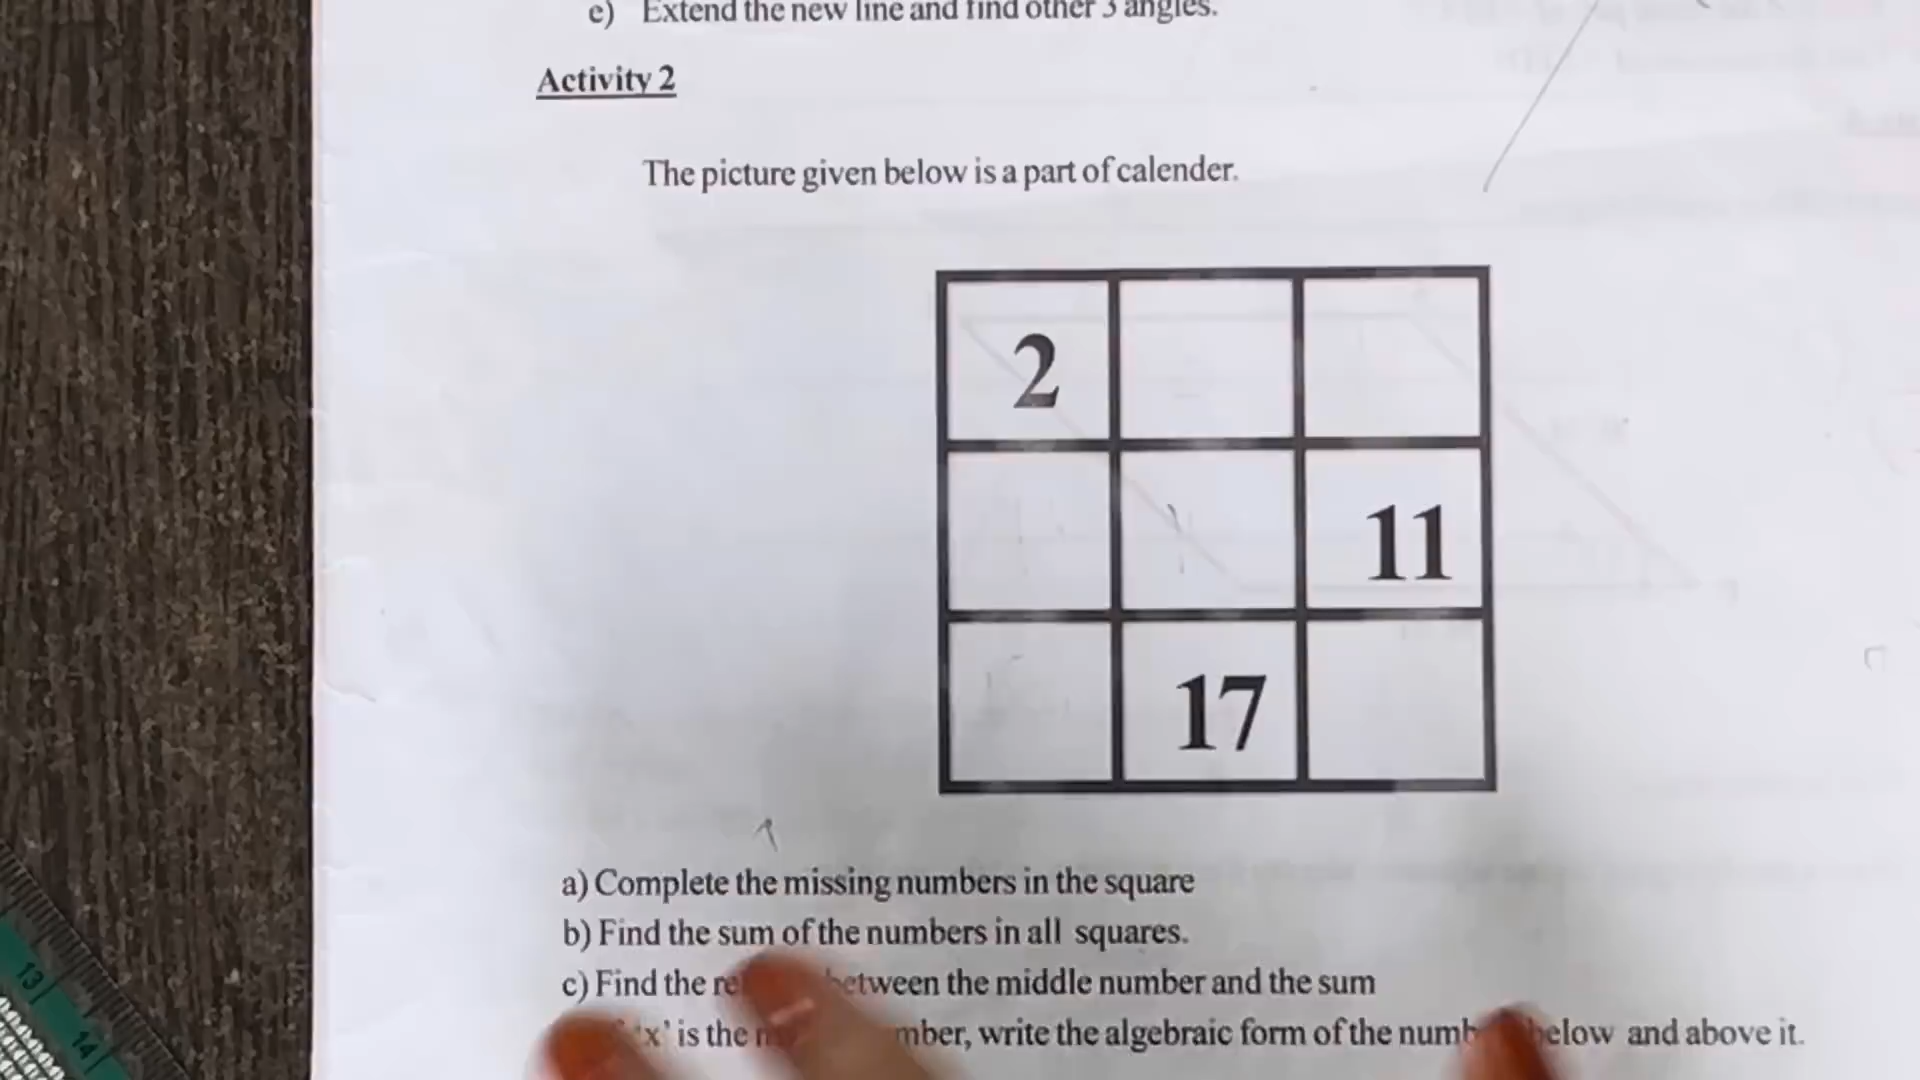 e) Extend the new line and find other 3 angles.
Activity 2
The picture given below is a part of calender.
2
11
17
a) Complete the missing numbers in the square
b) Find the sum of the numbers in all squares.
c) Find the between the middle number and the sum
'x' is the write the algebraic form of the and above it.
13
14